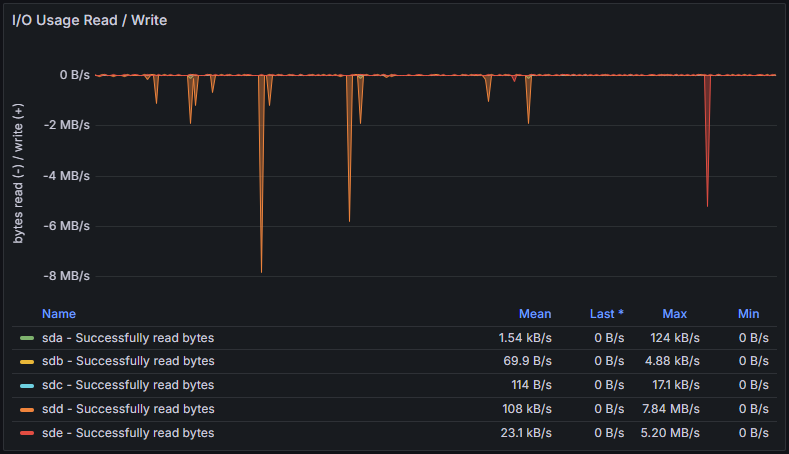 I/O Usage Read / Write
bytes read (-) / write (+)
0 B/s
-2 MB/s
-4 MB/s
-6 MB/s
-8 MB/s
Name Mean Last * Max Min
sda - Successfully read bytes 1.54 kB/s 0 B/s 124 kB/s 0 B/s
sdb - Successfully read bytes 69.9 B/s 0 B/s 4.88 kB/s 0 B/s
sdc - Successfully read bytes 114 B/s 0 B/s 17.1 kB/s 0 B/s
sdd - Successfully read bytes 108 kB/s 0 B/s 7.84 MB/s 0 B/s
sde - Successfully read bytes 23.1 kB/s 0 B/s 5.20 MB/s 0 B/s